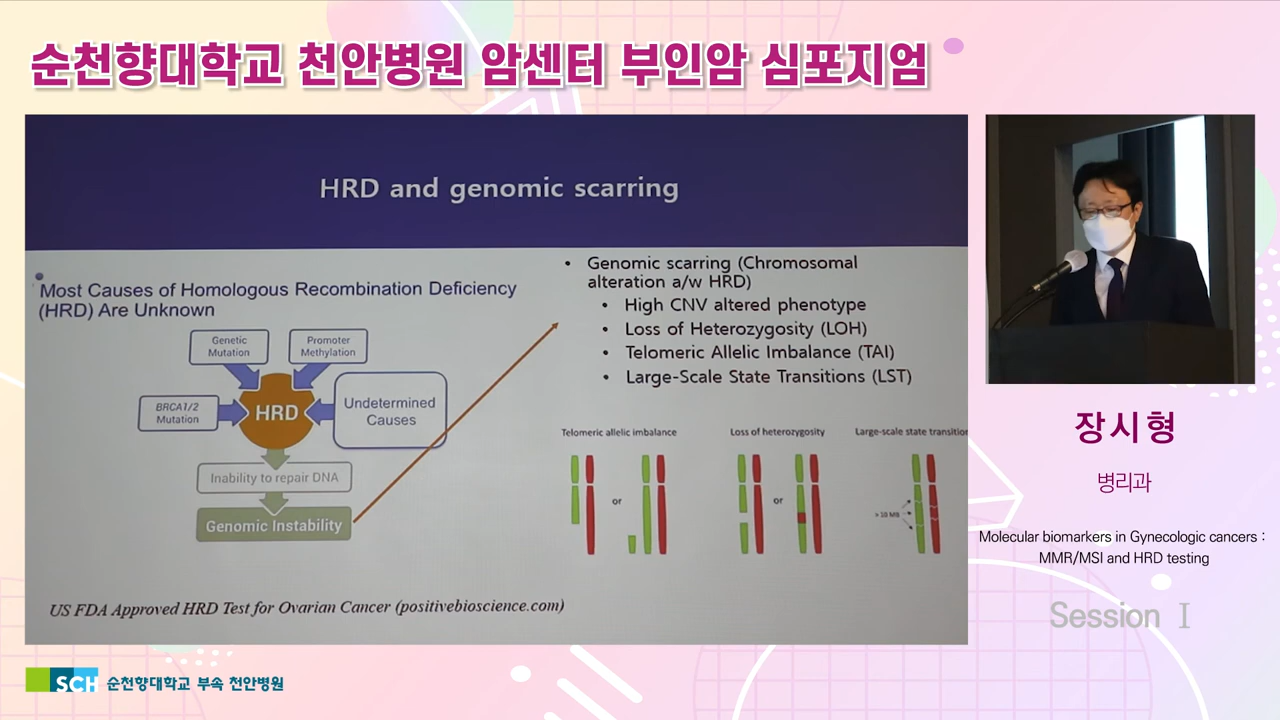 순천향대학교 천안병원 암센터 부인암 심포지엄
HRD and genomic scarring
Most Causes of Homologous Recombination Deficiency
(HRD) Are Unknown
Genetic
Mutation
Promoter
Methylation
BRCA1/2
Mutation
HRD
Undetermined
Causes
Inability to repair DNA
Genomic Instability
• Genomic scarring (Chromosomal
alteration a/w HRD)
• High CNV altered phenotype
• Loss of Heterozygosity (LOH)
• Telomeric Allelic Imbalance (TAI)
• Large-Scale State Transitions (LST)
Telomeric allelic imbalance
Loss of heterozygosity
Large-scale state transition
or
or
> 10 MB
US FDA Approved HRD Test for Ovarian Cancer (positivebioscience.com)
장시형
병리과
Molecular biomarkers in Gynecologic cancers :
MMR/MSI and HRD testing
Session Ⅰ
SCH 순천향대학교 부속 천안병원